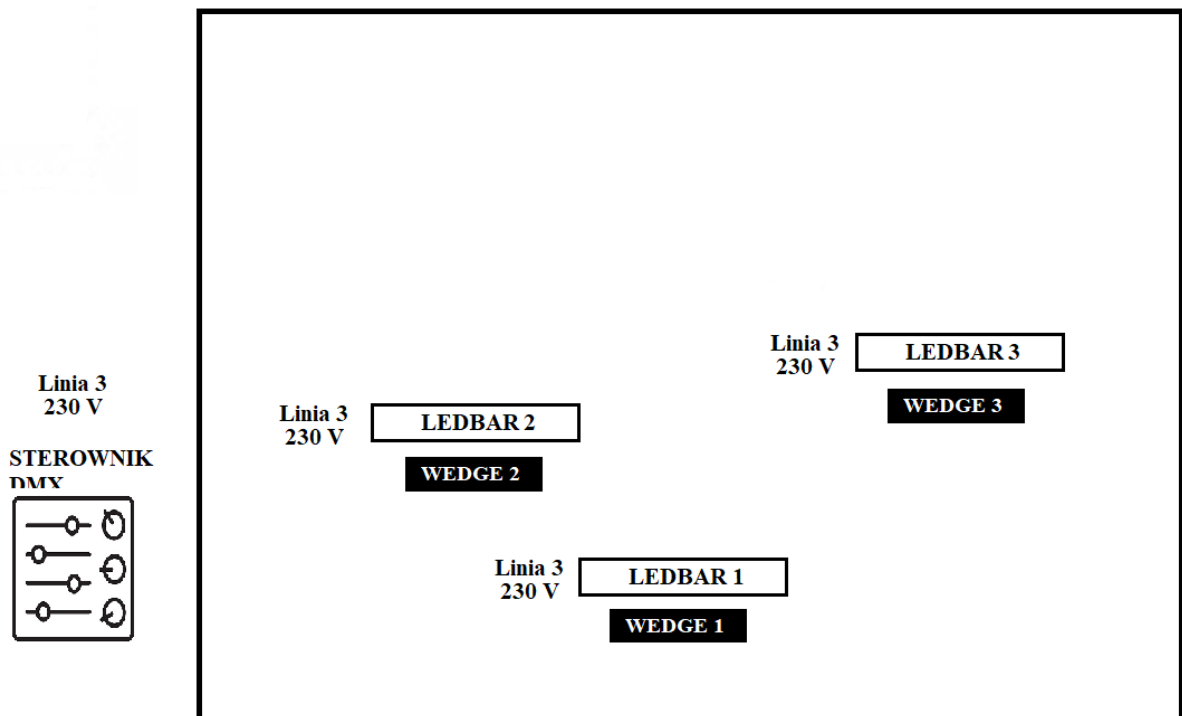 Linia 3
230 V
LEDBAR 3
WEDGE 3
Linia 3
230 V
STEROWNIK
DMX
Linia 3
230 V
LEDBAR 2
WEDGE 2
Linia 3
230 V
LEDBAR 1
WEDGE 1